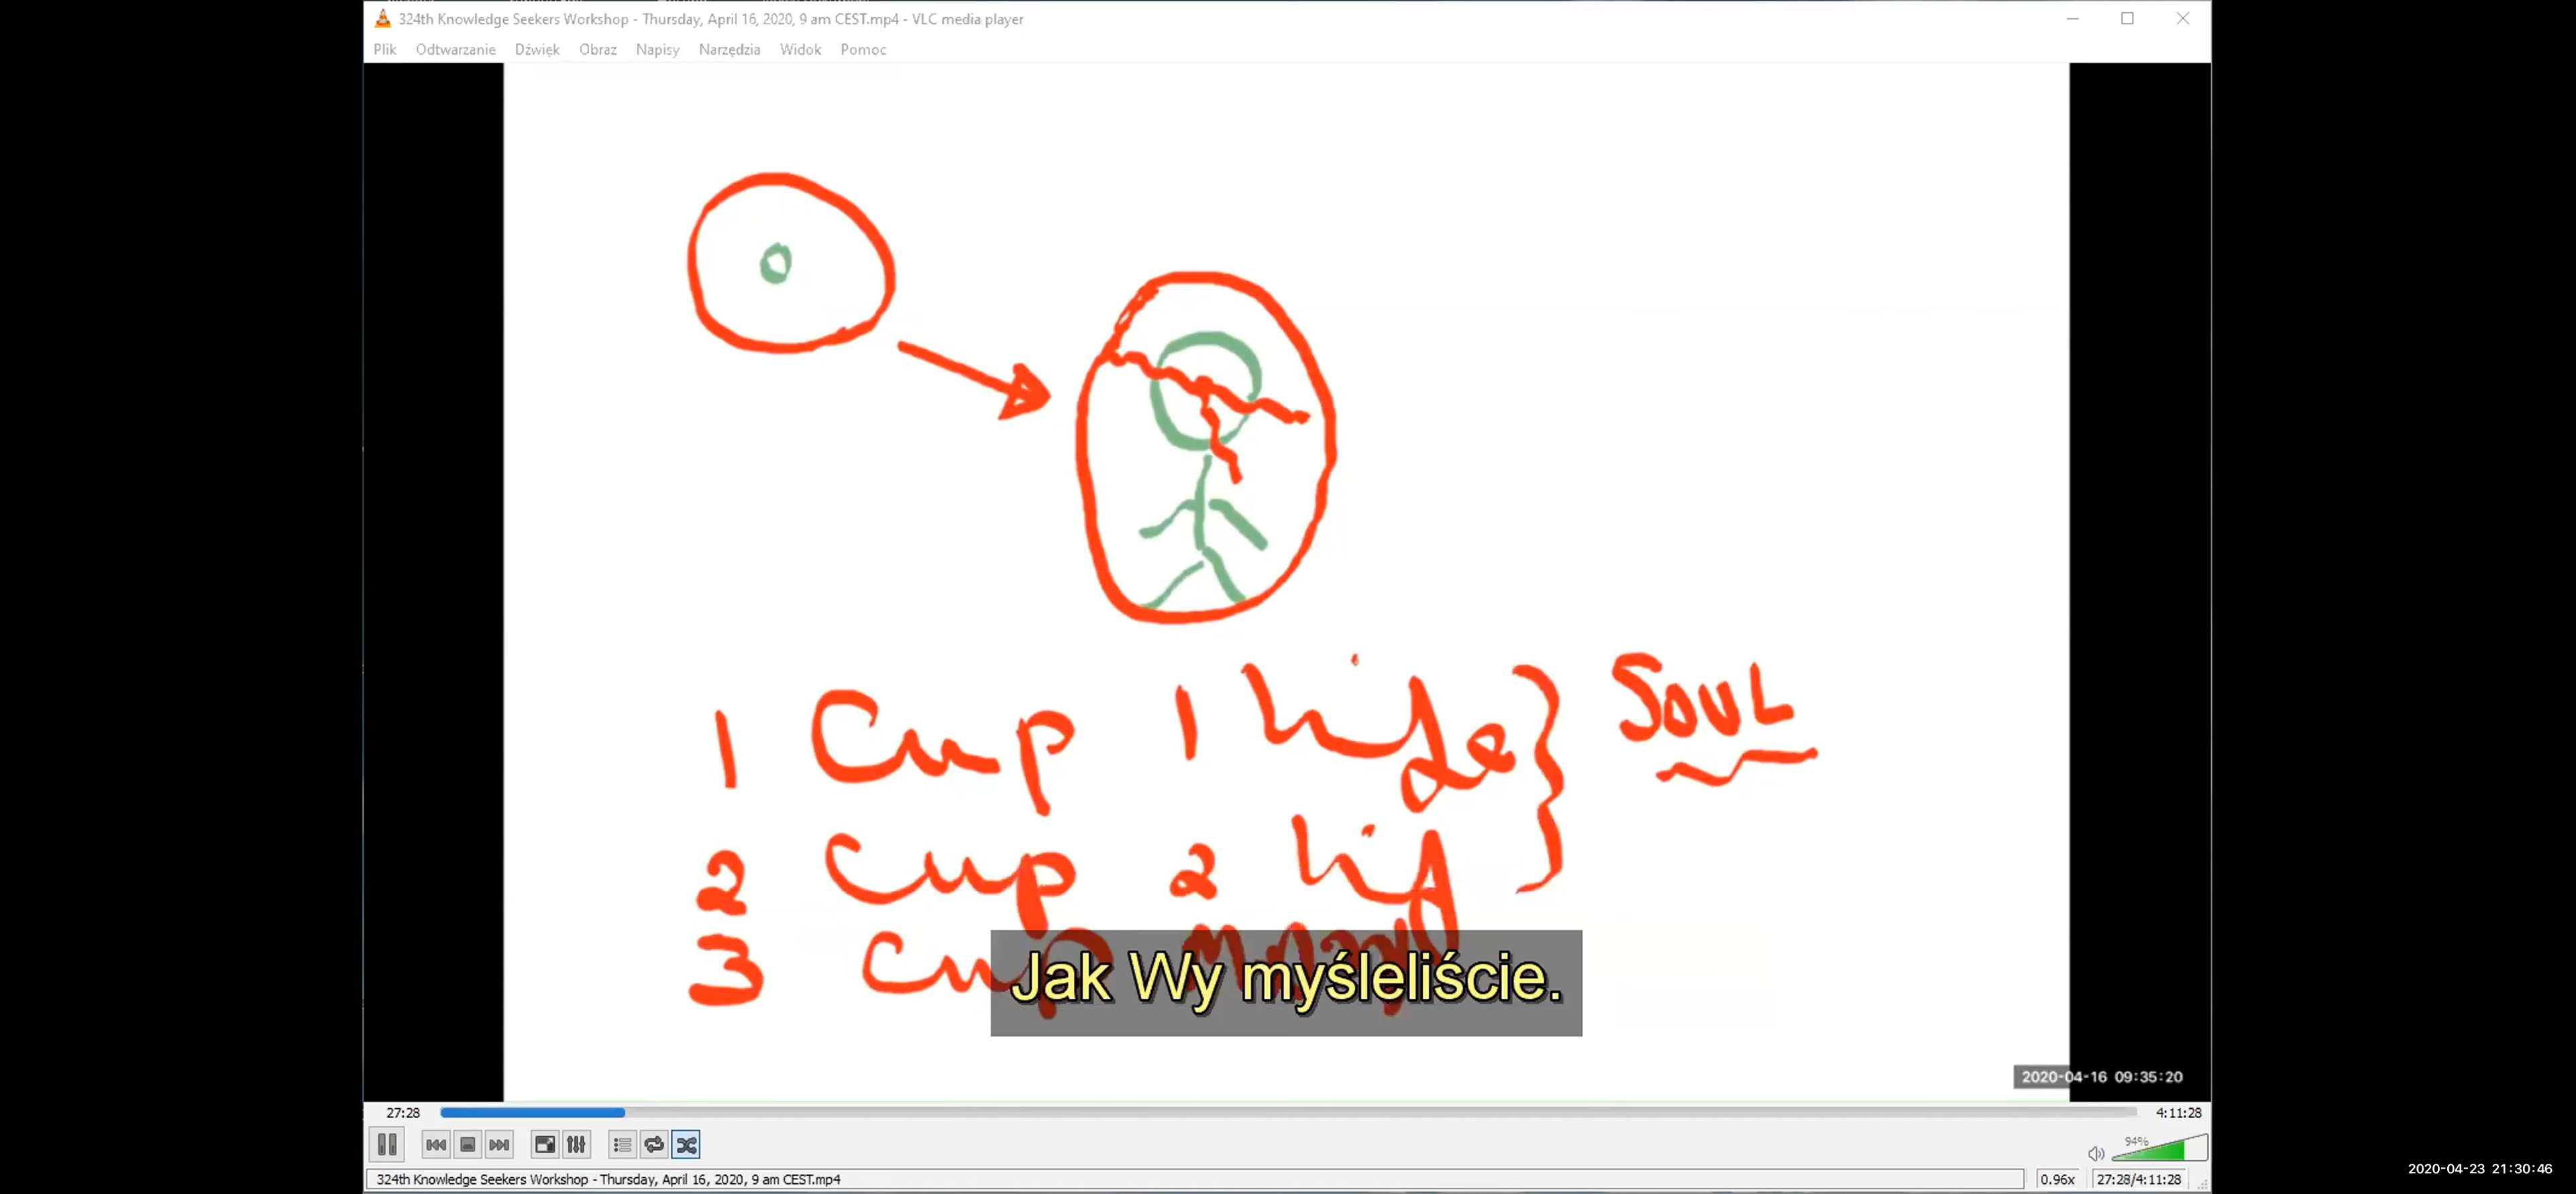 324th Knowledge Seekers Workshop - Thursday, April 16, 2020, 9 am CEST.mp4 - VLC media player
Plik Odtwarzanie Dźwięk Obraz Napisy Narzędzia Widok Pomoc
1 Cup 1 life } SOUL
2 Cup 2 lif
3 Cup
Jak Wy myśleliście.
2020-04-16 09:35:20
27:28 4:11:28
94%
324th Knowledge Seekers Workshop - Thursday, April 16, 2020, 9 am CEST.mp4 0.96x 27:28/4:11:28
2020-04-23 21:30:46